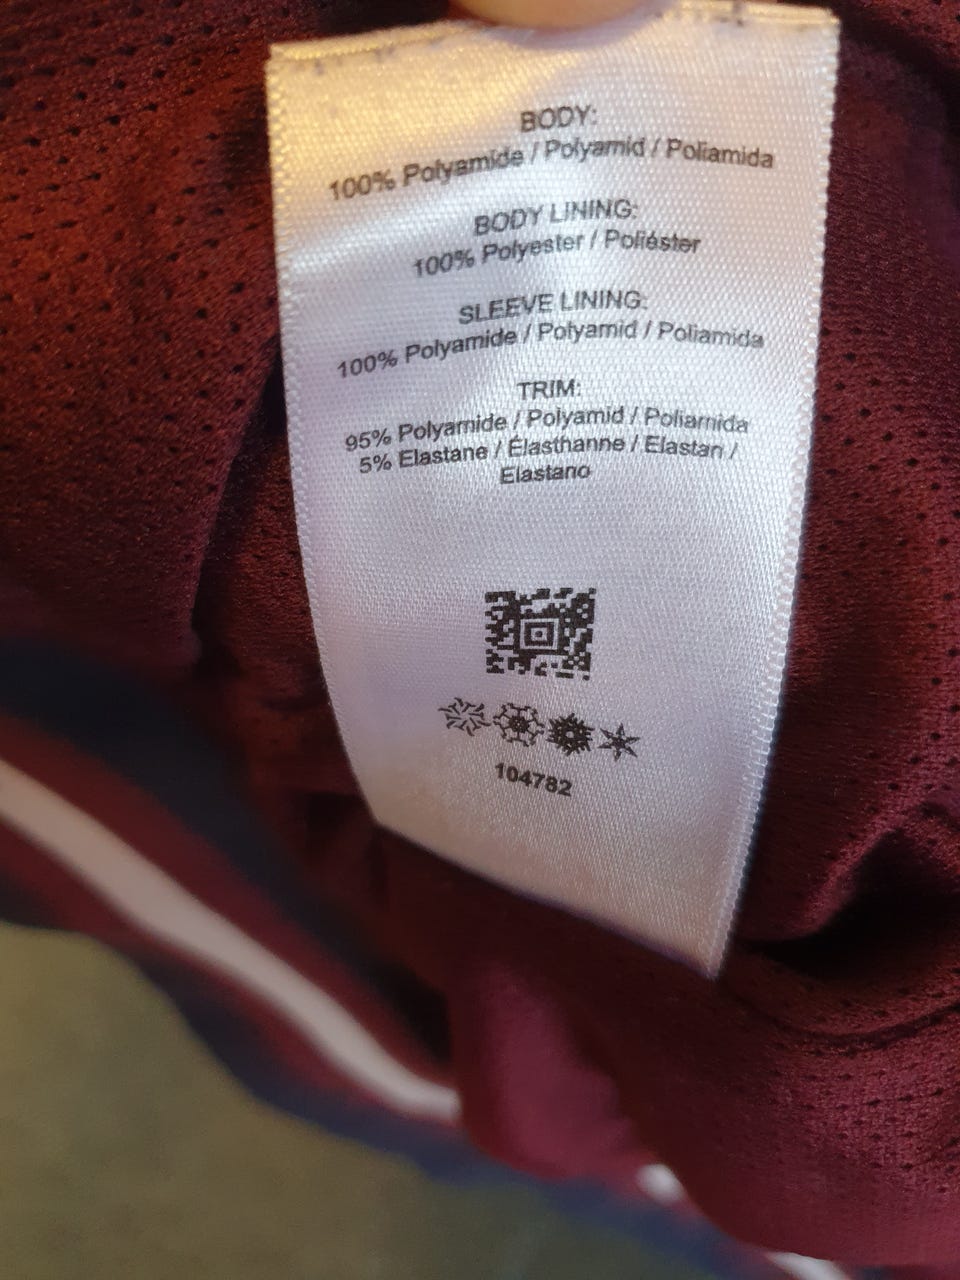 BODY:
100% Polyamide / Polyamid / Poliamida
BODY LINING:
100% Polyester / Poliéster
SLEEVE LINING:
100% Polyamide / Polyamid / Poliamida
TRIM:
95% Polyamide / Polyamid / Poliamida
5% Elastane / Élasthanne / Elastan /
Elastano
104782